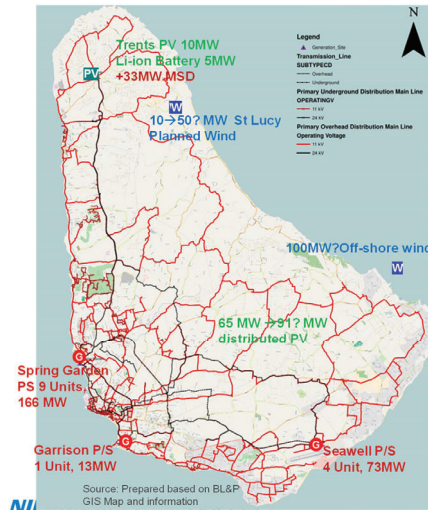 N
Trents PV 10MW
Li-ion Battery 5MW
+33MW MSD
PV
W
10→50? MW St Lucy
Planned Wind
Legend
Generation_Site
Transmission_Line
SUBTYPECD
Overhead
Underground
Primary Underground Distribution Main Line
OPERATINGV
11 kV
24 kV
Primary Overhead Distribution Main Line
Operating Voltage
11 kV
24 kV
100MW?Off-shore wind
W
65 MW →91? MW
distributed PV
G
Spring Garden
PS 9 Units,
166 MW
G
Garrison P/S
1 Unit, 13MW
G
Seawell P/S
4 Unit, 73MW
Source: Prepared based on BL&P
GIS Map and information